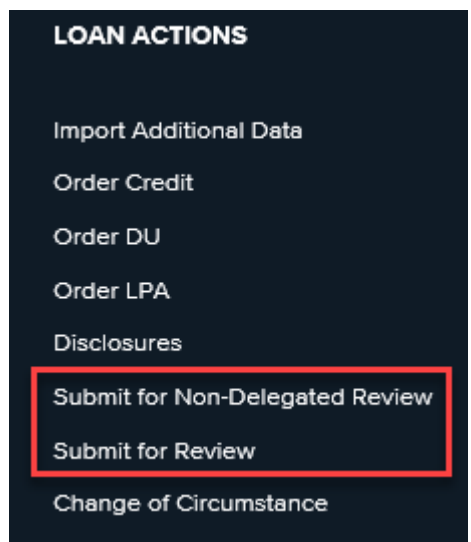 LOAN ACTIONS
Import Additional Data
Order Credit
Order DU
Order LPA
Disclosures
Submit for Non-Delegated Review
Submit for Review
Change of Circumstance